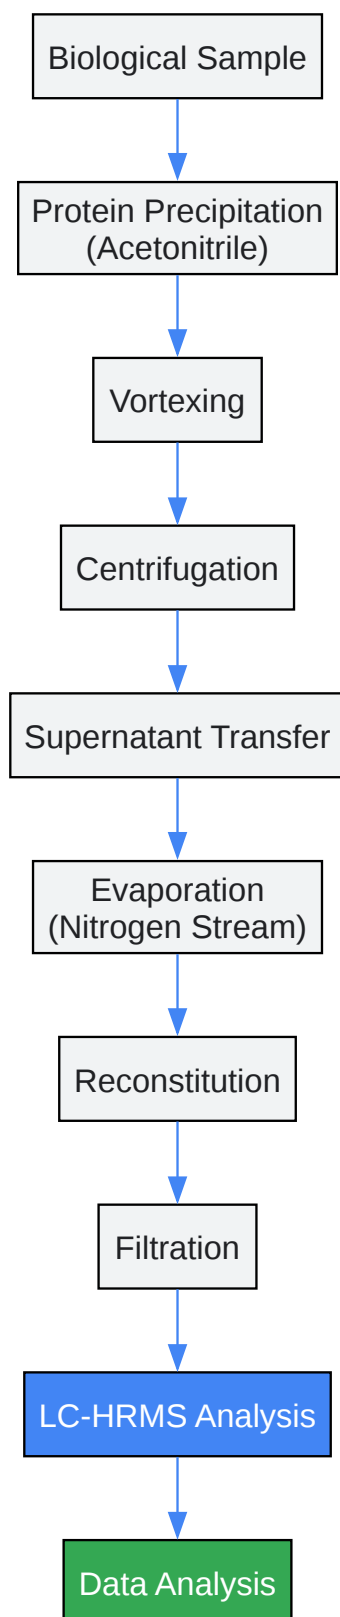 Biological Sample
Protein Precipitation
(Acetonitrile)
Vortexing
Centrifugation
Supernatant Transfer
Evaporation
(Nitrogen Stream)
Reconstitution
Filtration
LC-HRMS Analysis
Data Analysis